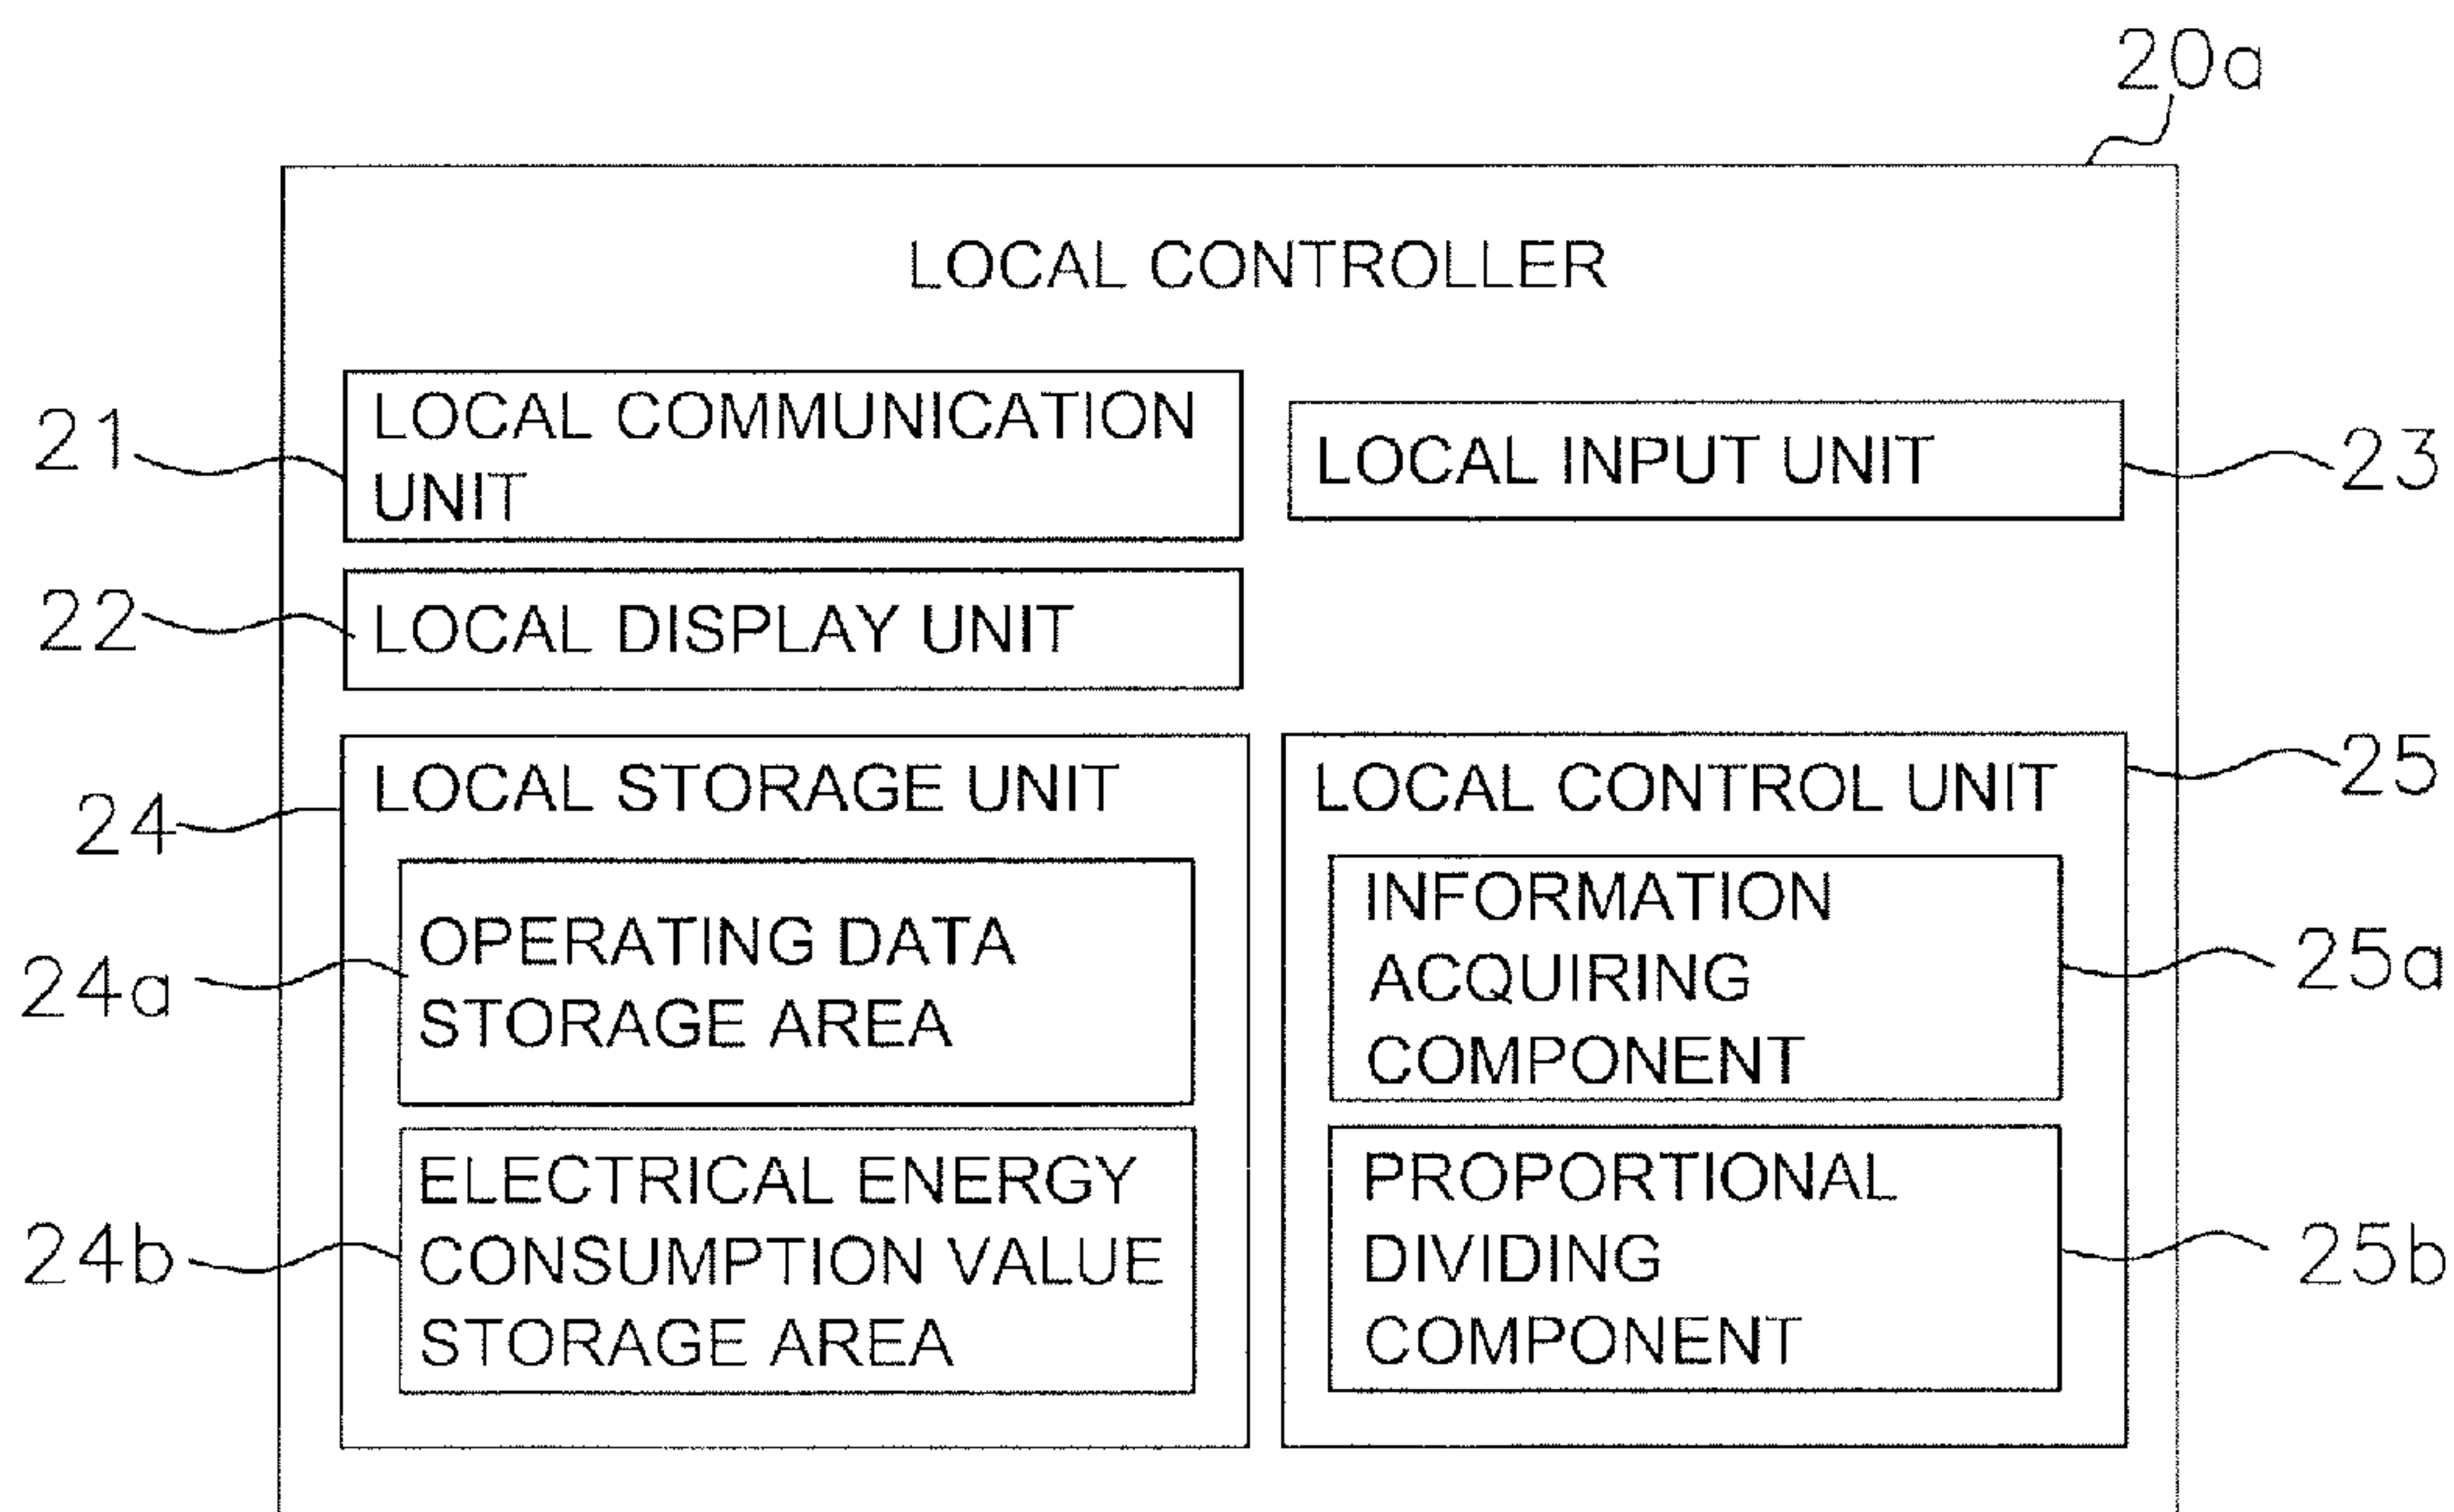 20a
LOCAL CONTROLLER
21
LOCAL COMMUNICATION
UNIT
LOCAL INPUT UNIT
23
22
LOCAL DISPLAY UNIT
24
LOCAL STORAGE UNIT
24a
OPERATING DATA
STORAGE AREA
24b
ELECTRICAL ENERGY
CONSUMPTION VALUE
STORAGE AREA
LOCAL CONTROL UNIT
25
INFORMATION
ACQUIRING
COMPONENT
25a
PROPORTIONAL
DIVIDING
COMPONENT
25b